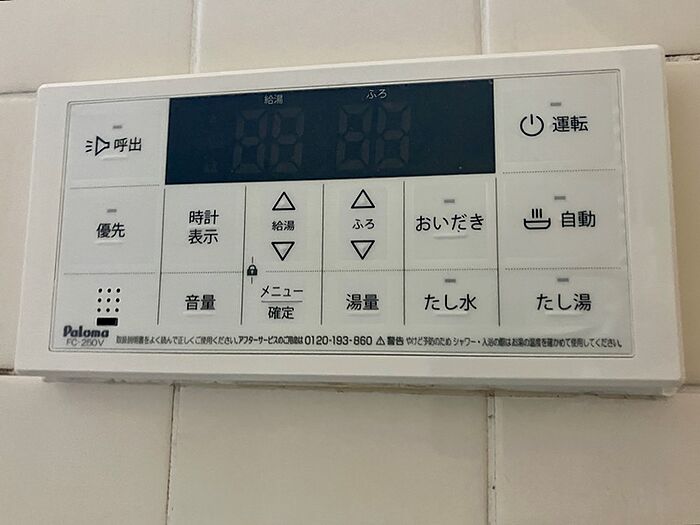 給湯 ふろ
呼出
運転
優先
時計
表示
給湯
ふろ
おいだき
自動
音量
メニュー
確定
湯量
たし水
たし湯
Paloma
FC-250V
取扱説明書をよく読んで正しくご使用ください。アフターサービスのご用命は 0120-193-860 ⚠警告 やけど予防のため シャワー・入浴の際はお湯の温度を確かめて使用してください。